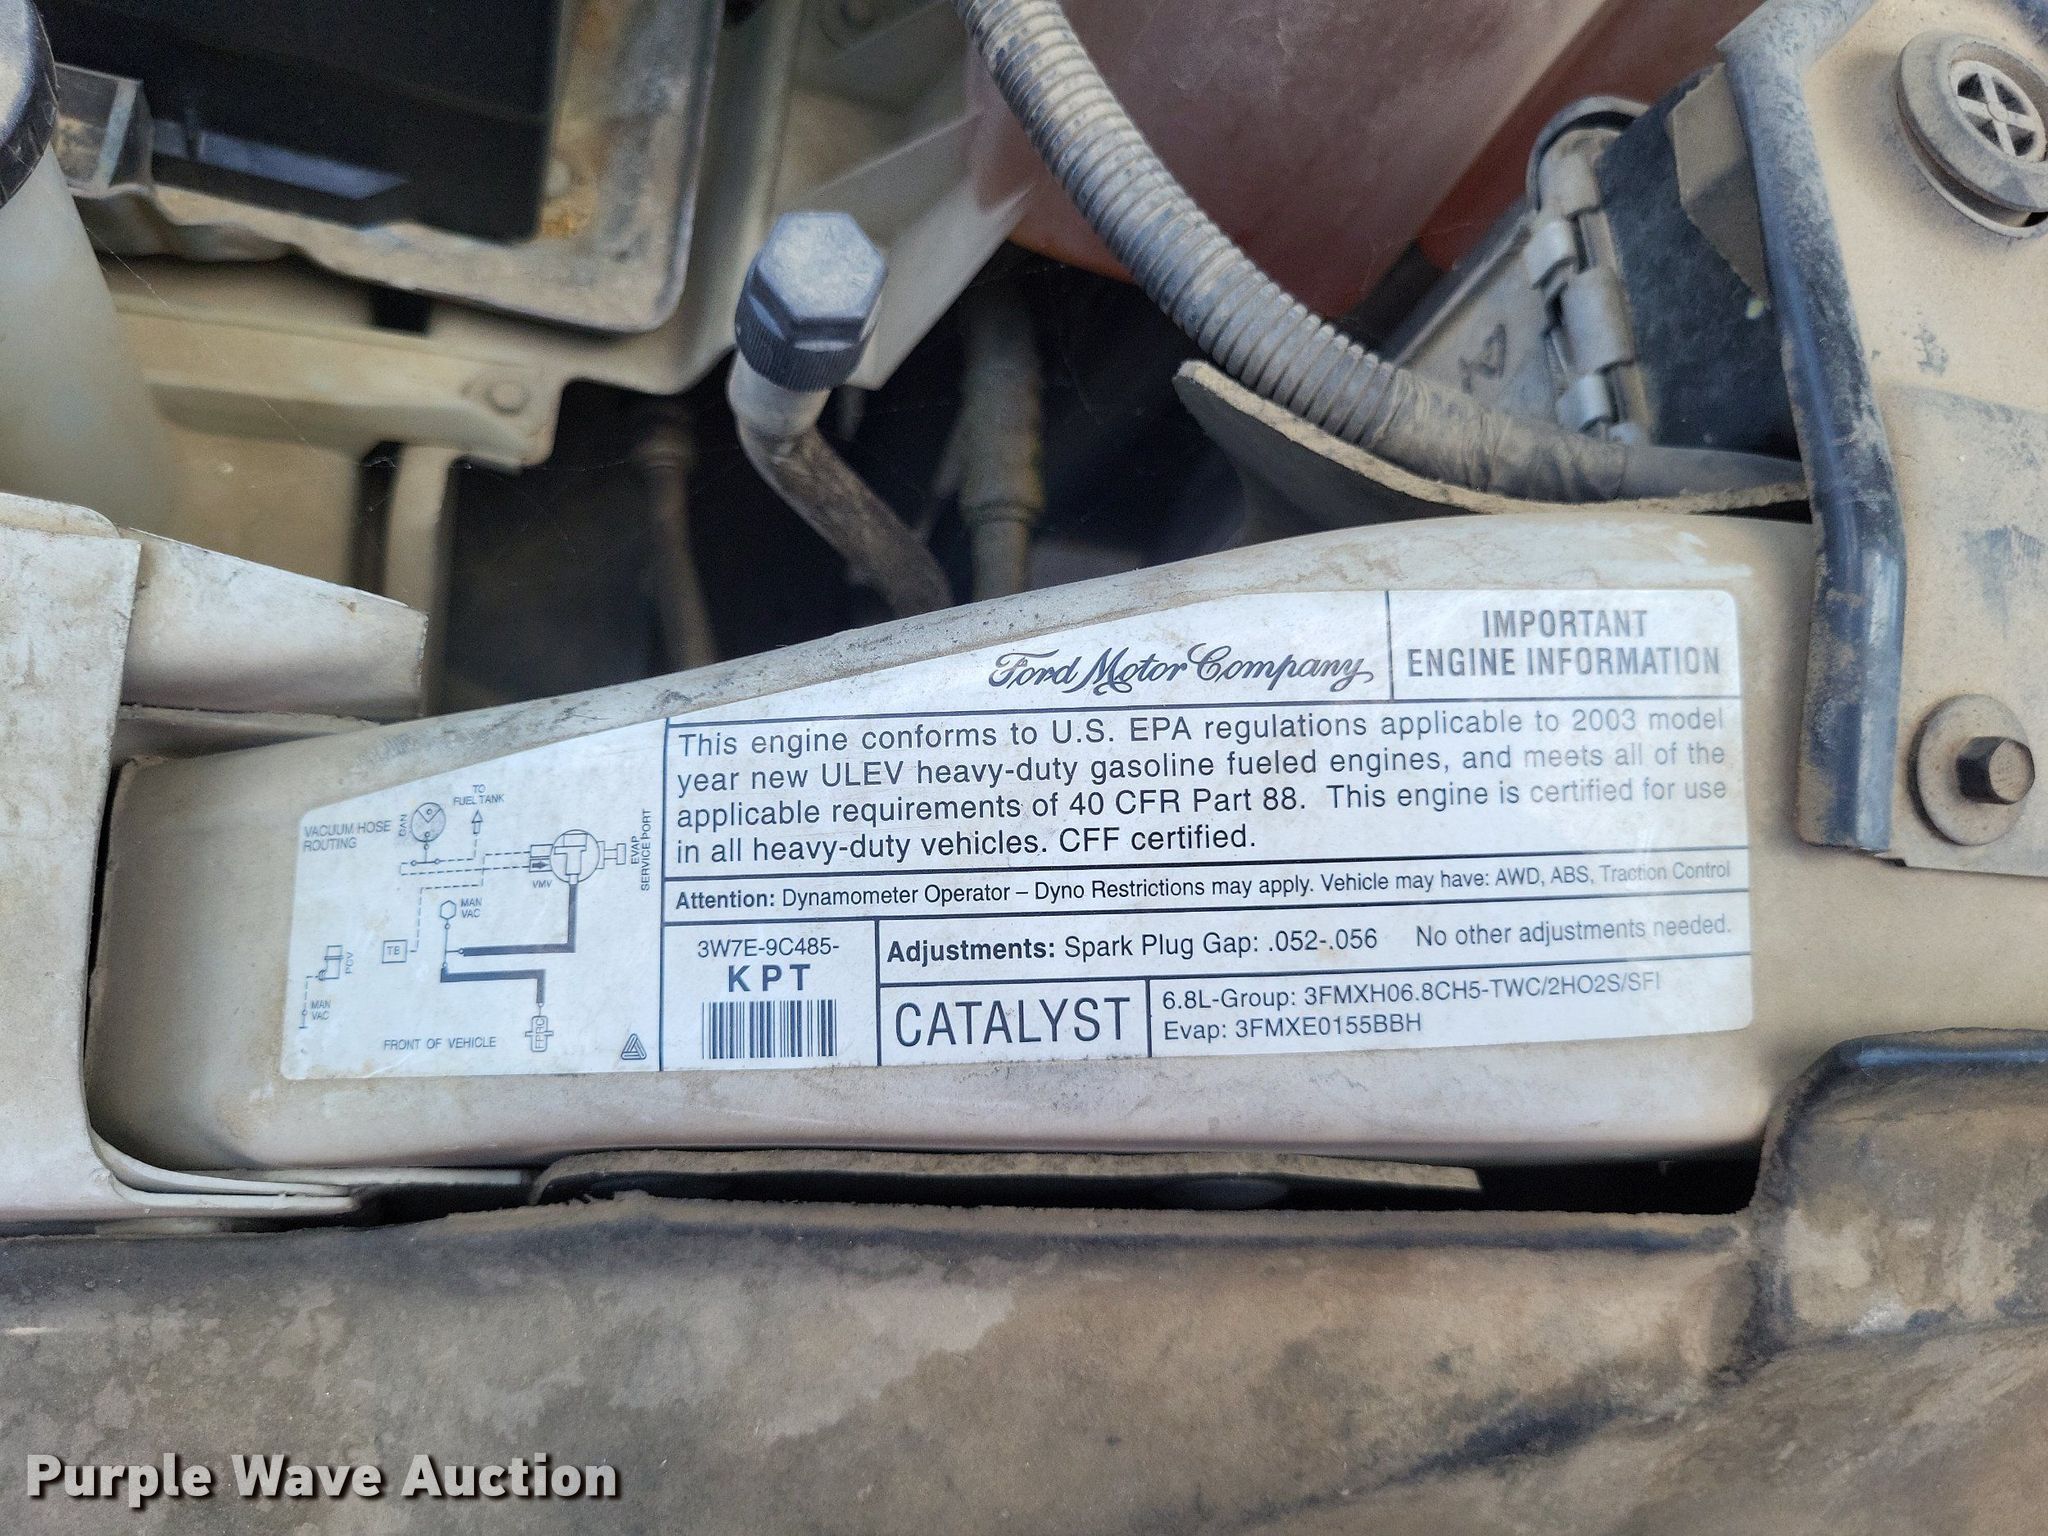 Ford Motor Company
IMPORTANT
ENGINE INFORMATION
This engine conforms to U.S. EPA regulations applicable to 2003 model
year new ULEV heavy-duty gasoline fueled engines, and meets all of the
applicable requirements of 40 CFR Part 88. This engine is certified for use
in all heavy-duty vehicles. CFF certified.
Attention: Dynamometer Operator – Dyno Restrictions may apply. Vehicle may have: AWD, ABS, Traction Control
3W7E-9C485-
KPT
Adjustments: Spark Plug Gap: .052-.056 No other adjustments needed.
CATALYST
6.8L-Group: 3FMXH06.8CH5-TWC/2HO2S/SFI
Evap: 3FMXE0155BBH
VACUUM HOSE
ROUTING
CAN
TO
FUEL TANK
VMV
EVAP
SERVICE PORT
MAN
VAC
TB
PCV
MAN
VAC
FPRC
FRONT OF VEHICLE
Purple Wave Auction